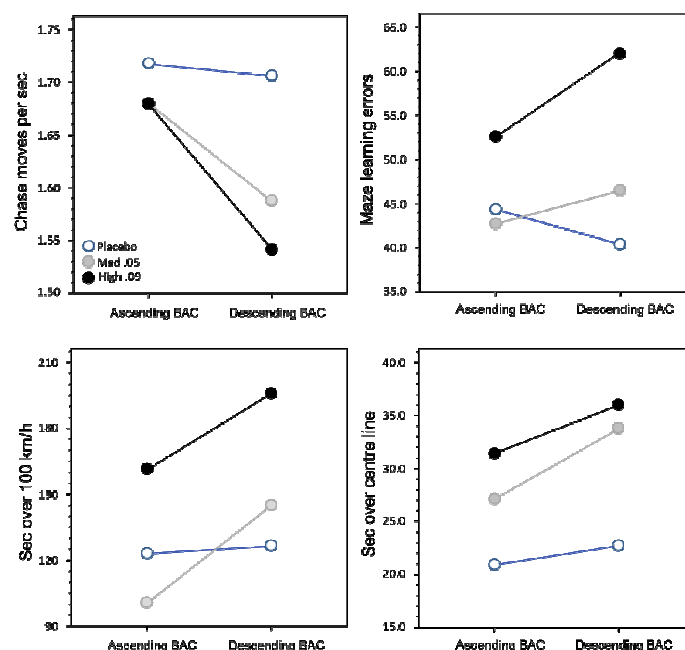 Chase moves per sec
1.75
1.70
1.65
1.60
1.55
1.50
Placebo
Med .05
High .09
Ascending BAC
Descending BAC
Maze learning errors
65.0
60.0
55.0
50.0
45.0
40.0
35.0
Ascending BAC
Descending BAC
Sec over 100 km/h
210
180
150
120
90
Ascending BAC
Descending BAC
Sec over centre line
40.0
35.0
30.0
25.0
20.0
15.0
Ascending BAC
Descending BAC